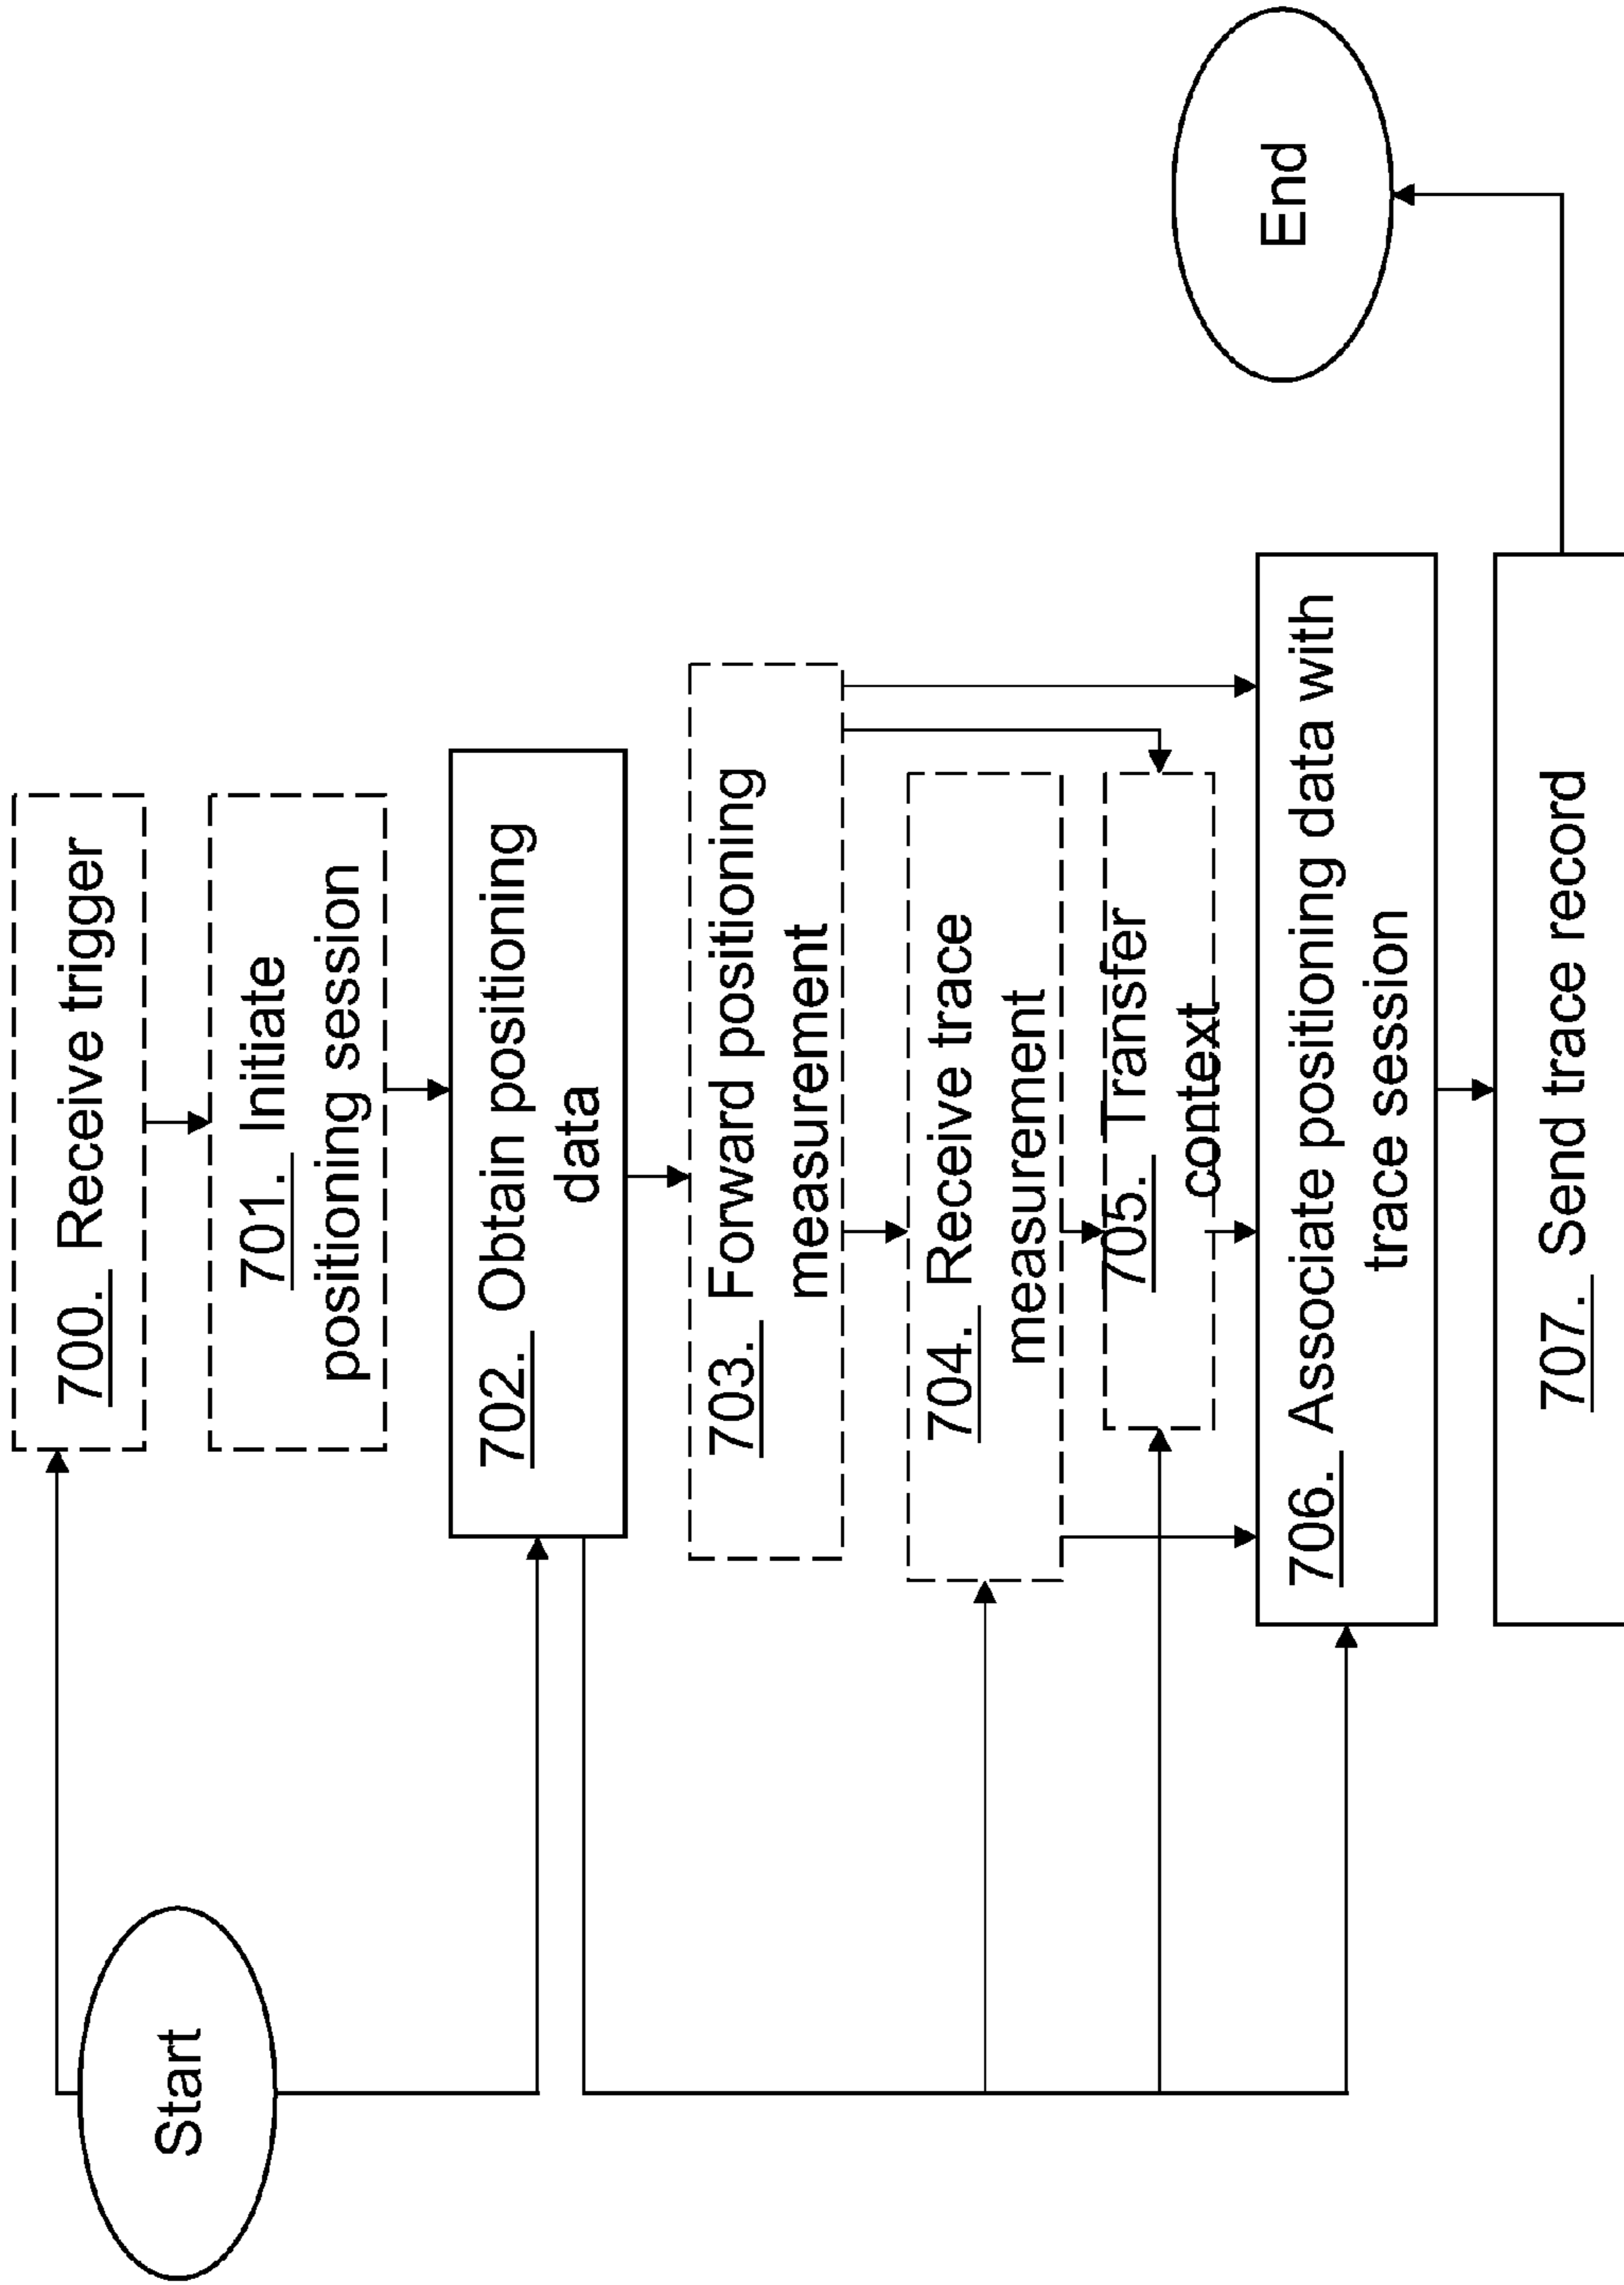 Start
700. Receive trigger
701. Initiate
positioning session
702. Obtain positioning
data
703. Forward positioning
measurement
704. Receive trace
measurement
705. Transfer
context
706. Associate positioning data with
trace session
707. Send trace record
End